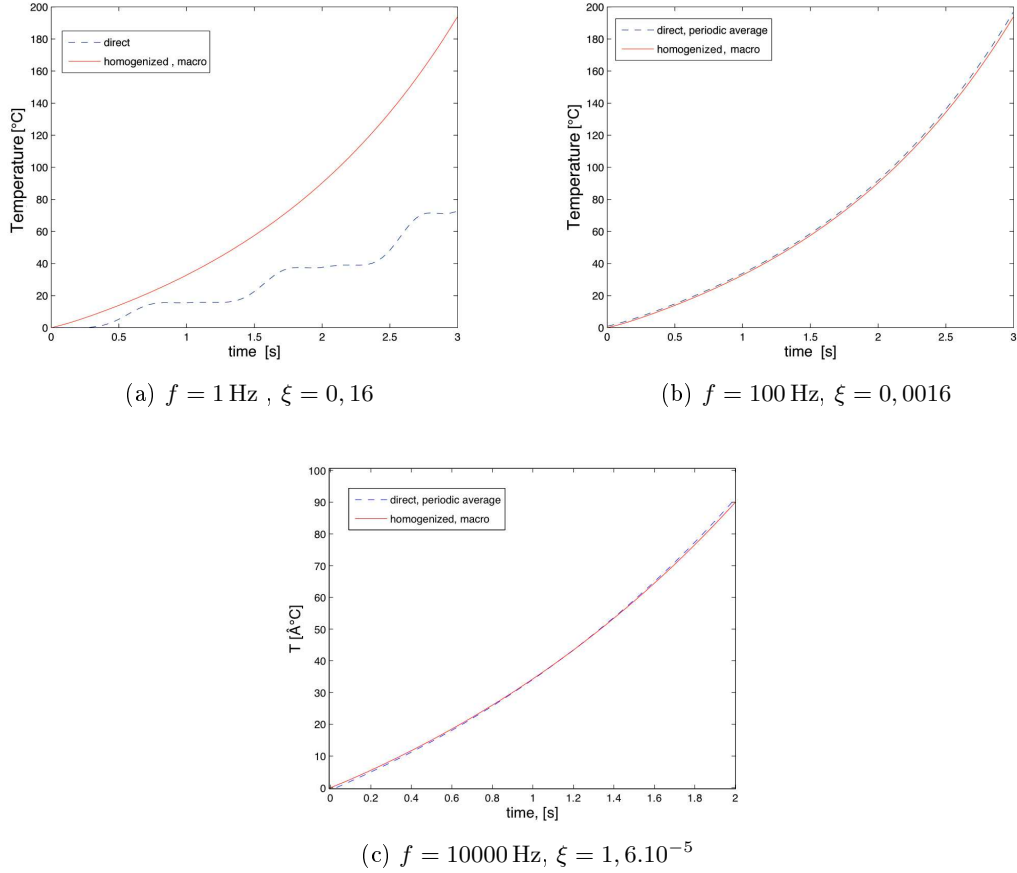 200
180
160
140
120
100
80
60
40
20
0
Temperature [°C]
direct
homogenized , macro
0 0.5 1 1.5 2 2.5 3
time [s]
(a) f = 1 Hz , ξ = 0, 16
200
180
160
140
120
100
80
60
40
20
0
Temperature [°C]
direct, periodic average
homogenized, macro
0 0.5 1 1.5 2 2.5 3
time [s]
(b) f = 100 Hz, ξ = 0, 0016
100
90
80
70
60
50
40
30
20
10
0
T [Â°C]
direct, periodic average
homogenized, macro
0 0.2 0.4 0.6 0.8 1 1.2 1.4 1.6 1.8 2
time, [s]
(c) f = 10000 Hz, ξ = 1, 6.10⁻⁵